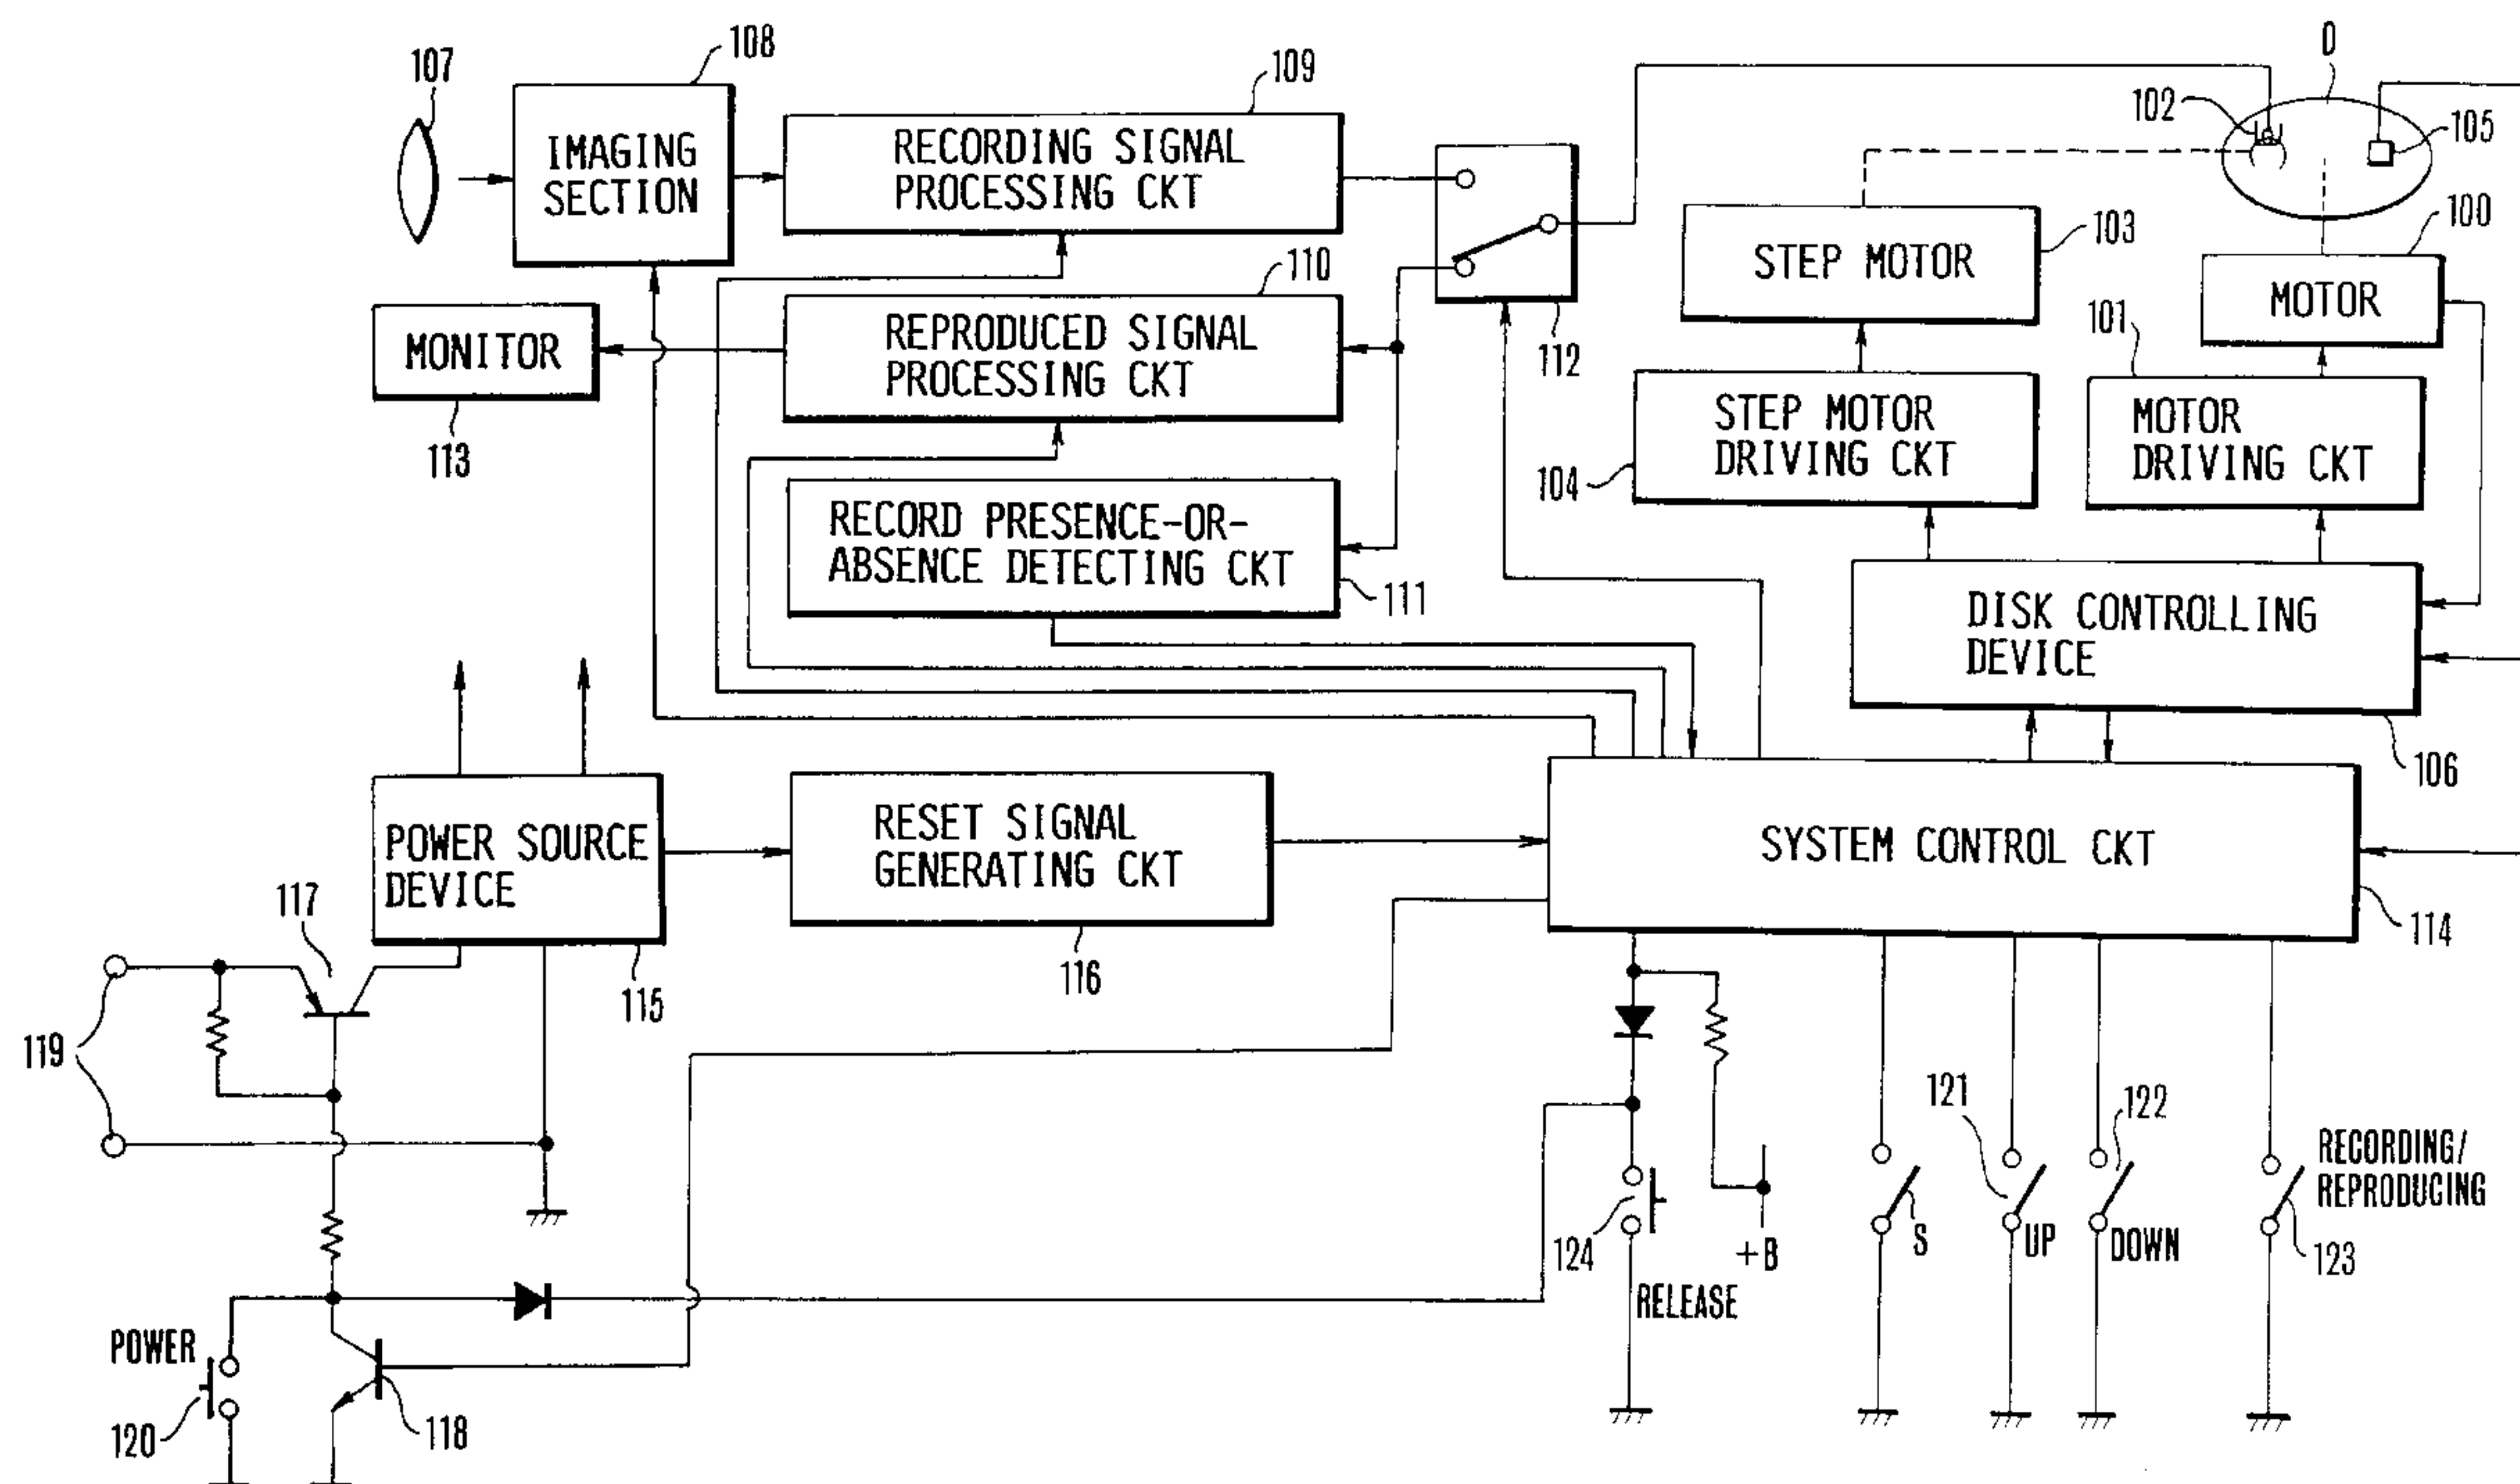 107
108
IMAGING
SECTION
109
RECORDING SIGNAL
PROCESSING CKT
110
REPRODUCED SIGNAL
PROCESSING CKT
MONITOR
113
112
RECORD PRESENCE-OR-
ABSENCE DETECTING CKT
111
D
102
105
STEP MOTOR
103
100
MOTOR
101
STEP MOTOR
DRIVING CKT
104
MOTOR
DRIVING CKT
DISK CONTROLLING
DEVICE
106
POWER SOURCE
DEVICE
115
RESET SIGNAL
GENERATING CKT
116
SYSTEM CONTROL CKT
114
117
119
POWER
120
118
124
RELEASE
+B
S
121
UP
122
DOWN
RECORDING/
REPRODUCING
123